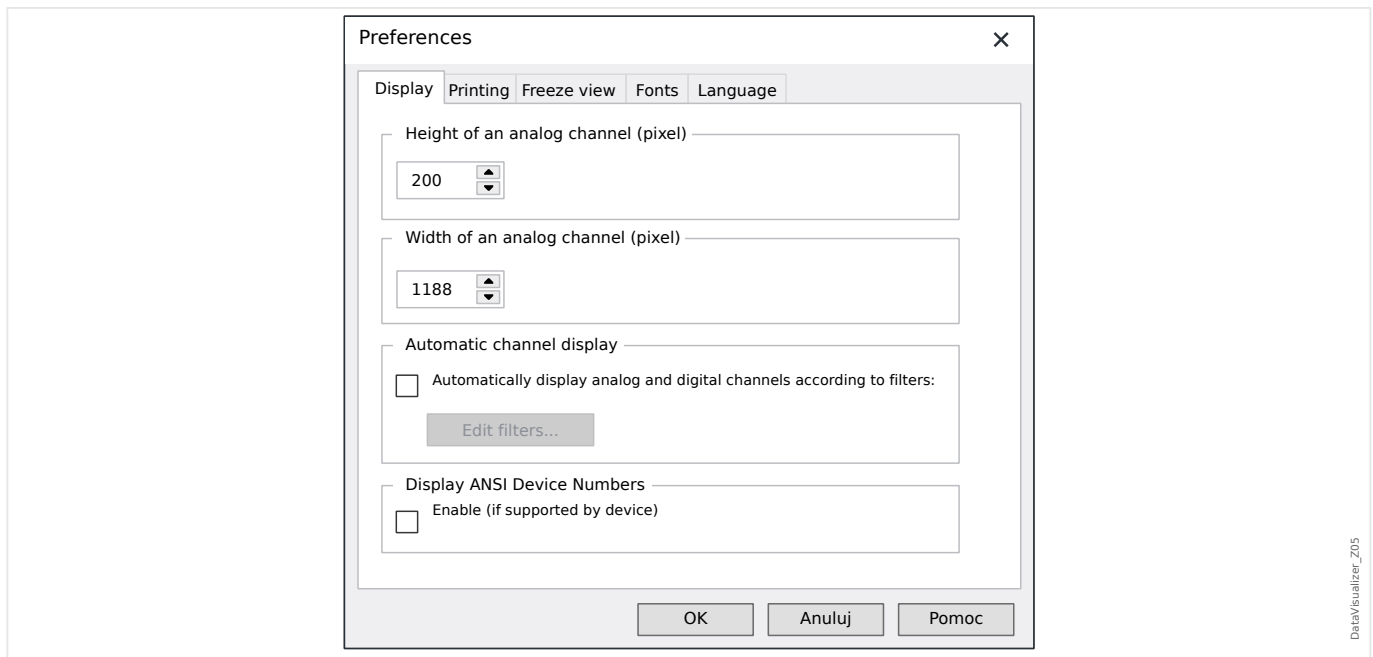 Preferences
Display Printing Freeze view Fonts Language
Height of an analog channel (pixel)
200
Width of an analog channel (pixel)
1188
Automatic channel display
Automatically display analog and digital channels according to filters:
Edit filters...
Display ANSI Device Numbers
Enable (if supported by device)
OK Anuluj Pomoc
DataVisualizer_Z05